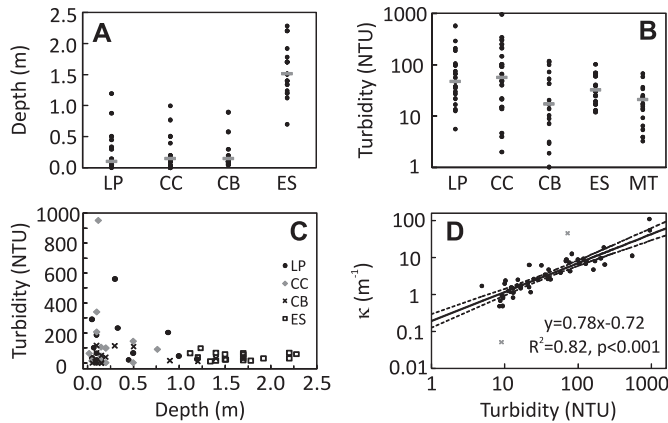 A
Depth (m)
2.5
2.0
1.5
1.0
0.5
0.0
LP CC CB ES
B
Turbidity (NTU)
1000
100
10
1
LP CC CB ES MT
C
Turbidity (NTU)
1000
800
600
400
200
0
LP
CC
CB
ES
0.0 0.5 1.0 1.5 2.0 2.5
Depth (m)
D
κ (m⁻¹)
100
10
1
0.1
0.01
y=0.78x-0.72
R²=0.82, p<0.001
1 10 100 1000
Turbidity (NTU)